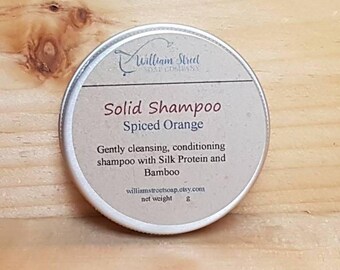 William Street
SOAP COMPANY
Solid Shampoo
Spiced Orange
Gently cleansing, conditioning
shampoo with Silk Protein and
Bamboo
williamstreetsoap.etsy.com
net weight g